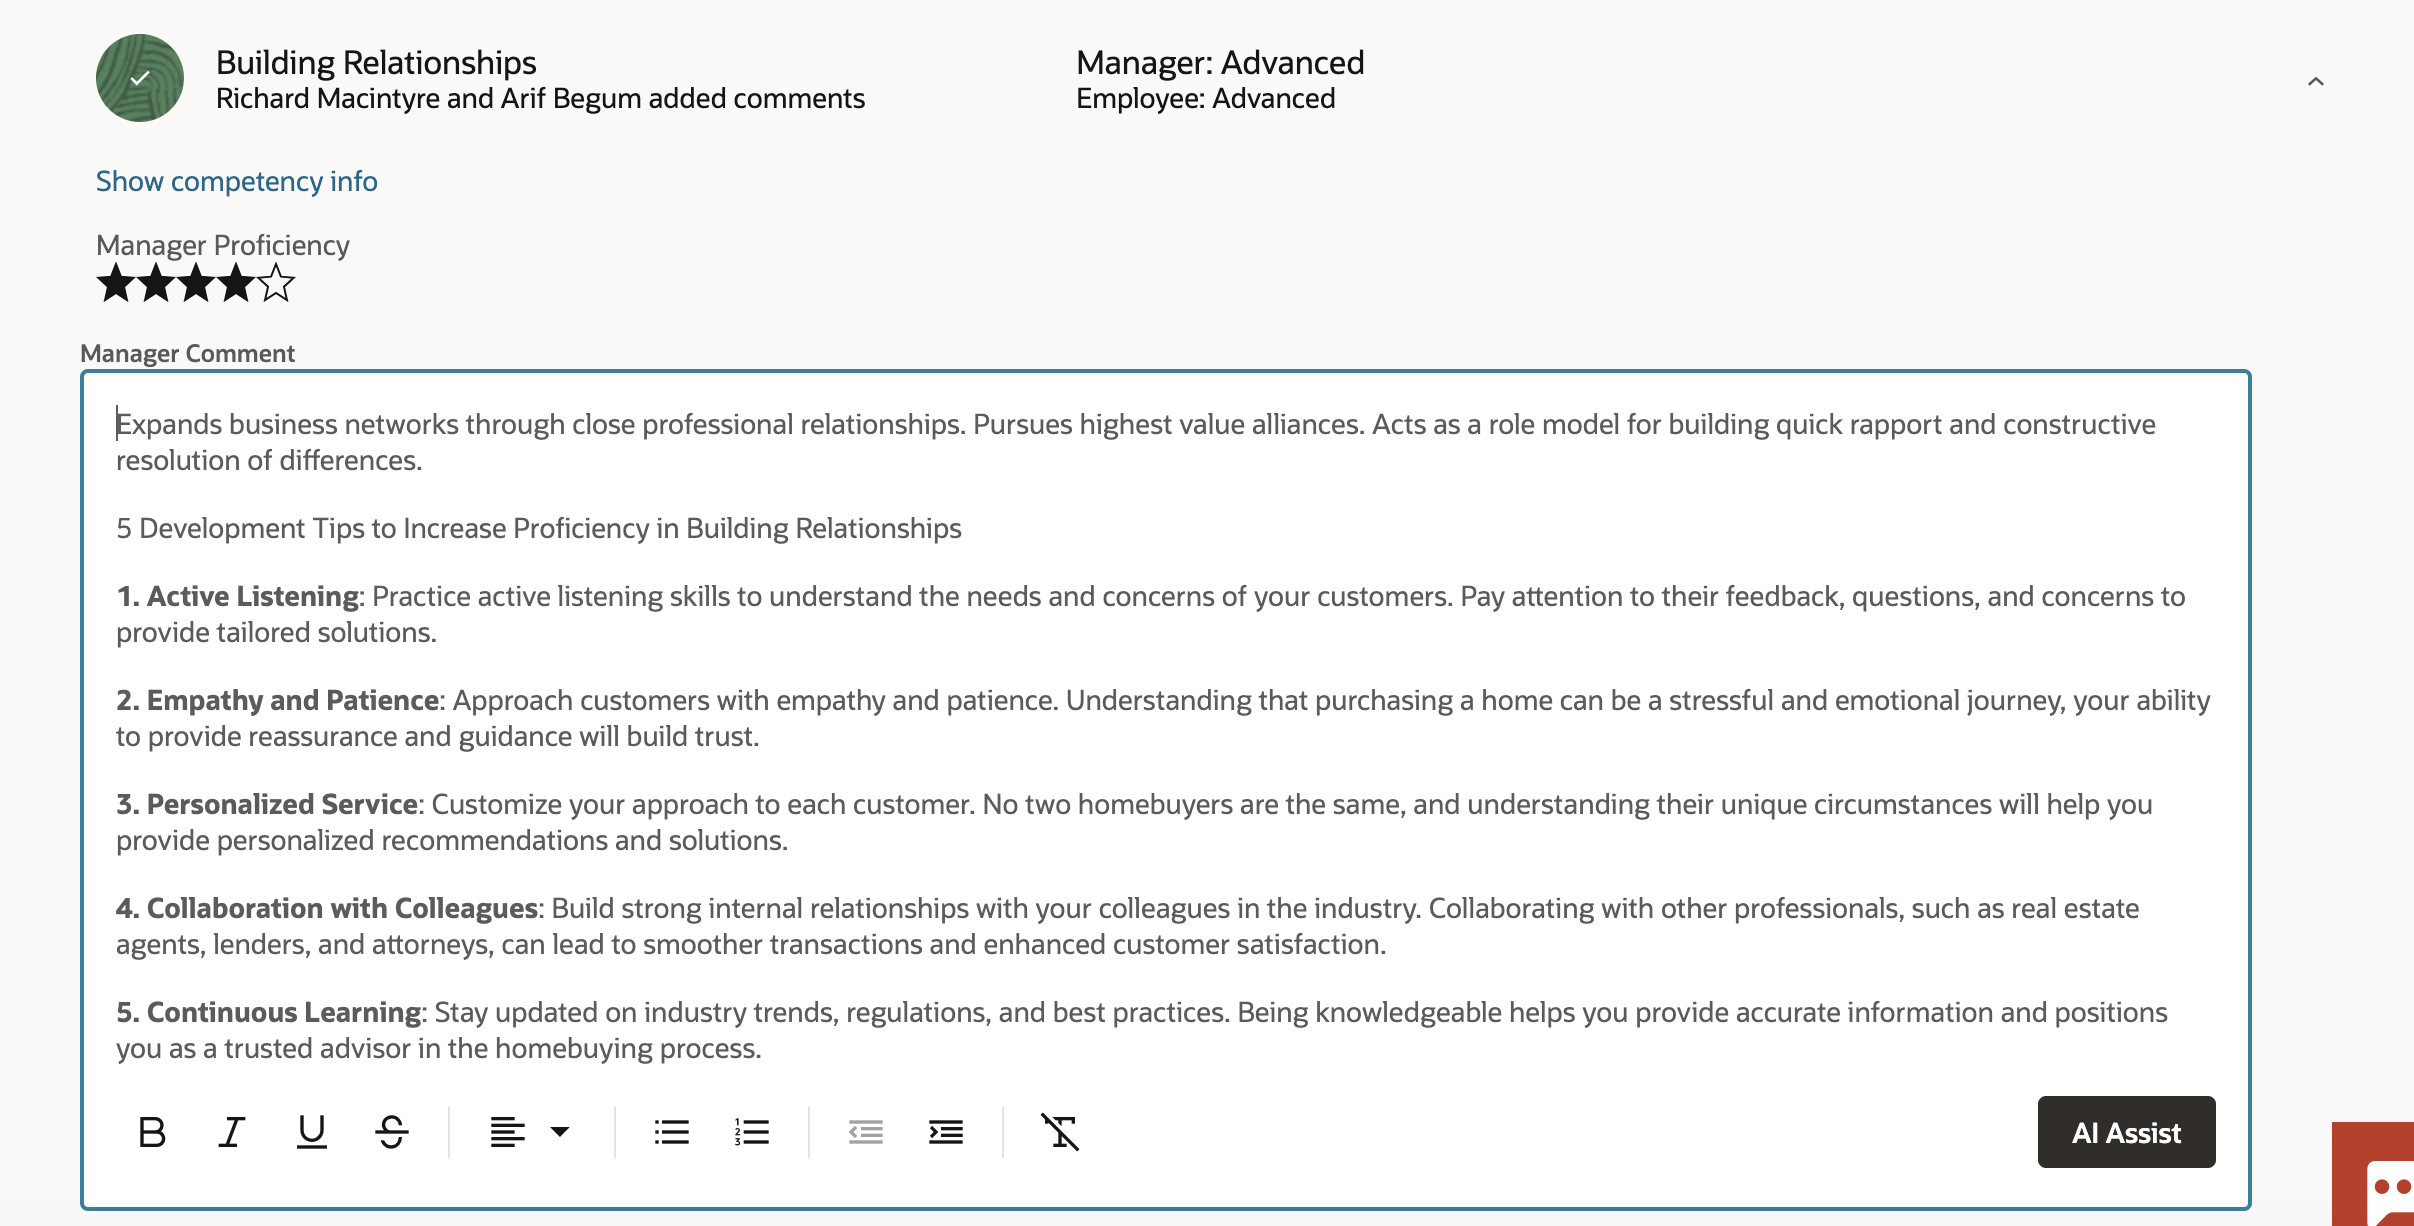 Building Relationships
Richard Macintyre and Arif Begum added comments
Manager: Advanced
Employee: Advanced
Show competency info
Manager Proficiency
Manager Comment
Expands business networks through close professional relationships. Pursues highest value alliances. Acts as a role model for building quick rapport and constructive
resolution of differences.
5 Development Tips to Increase Proficiency in Building Relationships
1. Active Listening: Practice active listening skills to understand the needs and concerns of your customers. Pay attention to their feedback, questions, and concerns to
provide tailored solutions.
2. Empathy and Patience: Approach customers with empathy and patience. Understanding that purchasing a home can be a stressful and emotional journey, your ability
to provide reassurance and guidance will build trust.
3. Personalized Service: Customize your approach to each customer. No two homebuyers are the same, and understanding their unique circumstances will help you
provide personalized recommendations and solutions.
4. Collaboration with Colleagues: Build strong internal relationships with your colleagues in the industry. Collaborating with other professionals, such as real estate
agents, lenders, and attorneys, can lead to smoother transactions and enhanced customer satisfaction.
5. Continuous Learning: Stay updated on industry trends, regulations, and best practices. Being knowledgeable helps you provide accurate information and positions
you as a trusted advisor in the homebuying process.
AI Assist